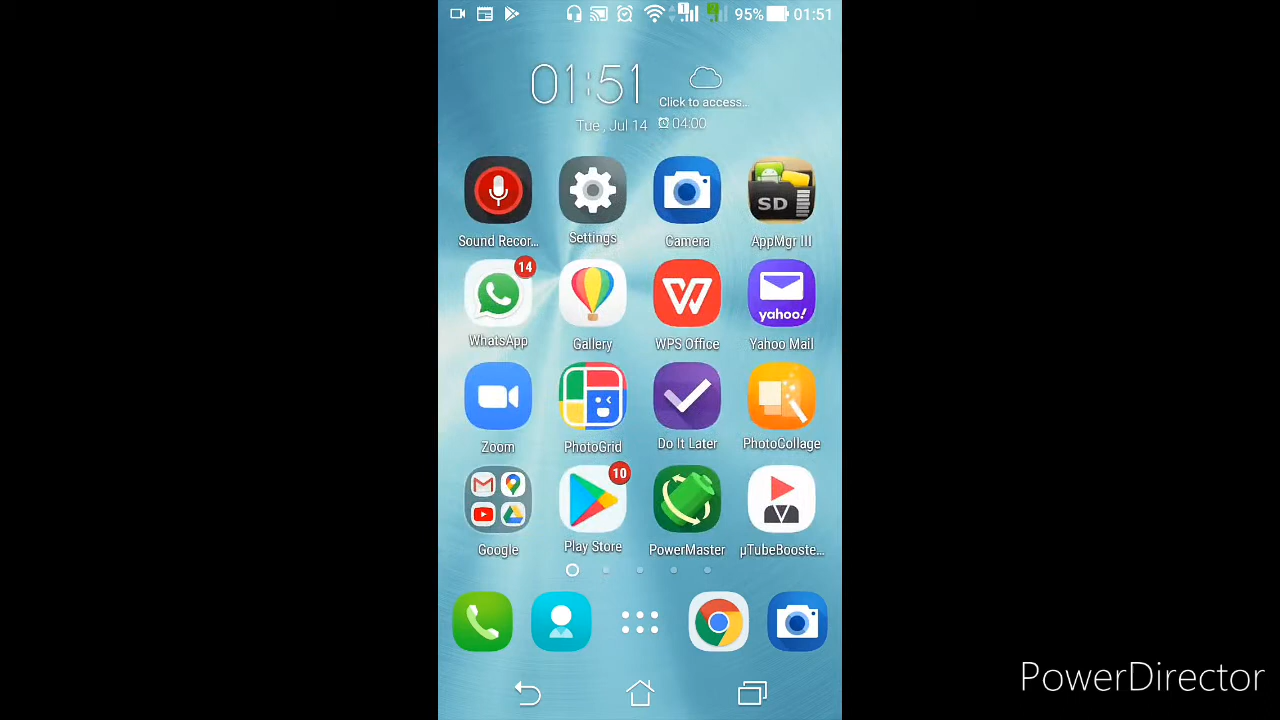 95% 01:51
01:51
Click to access..
Tue , Jul 14 04:00
Sound Recor... Settings Camera AppMgr III
SD
14
yahoo!
WhatsApp Gallery WPS Office Yahoo Mail
Zoom PhotoGrid Do It Later PhotoCollage
10
Google Play Store PowerMaster µTubeBooste...
PowerDirector